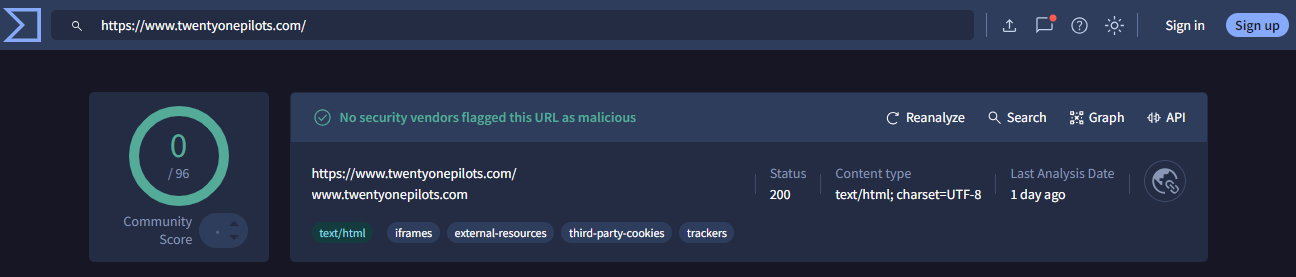 https://www.twentyonepilots.com/
Sign in
Sign up
0
/ 96
Community
Score
No security vendors flagged this URL as malicious
Reanalyze
Search
Graph
API
https://www.twentyonepilots.com/
www.twentyonepilots.com
Status
200
Content type
text/html; charset=UTF-8
Last Analysis Date
1 day ago
text/html
iframes
external-resources
third-party-cookies
trackers